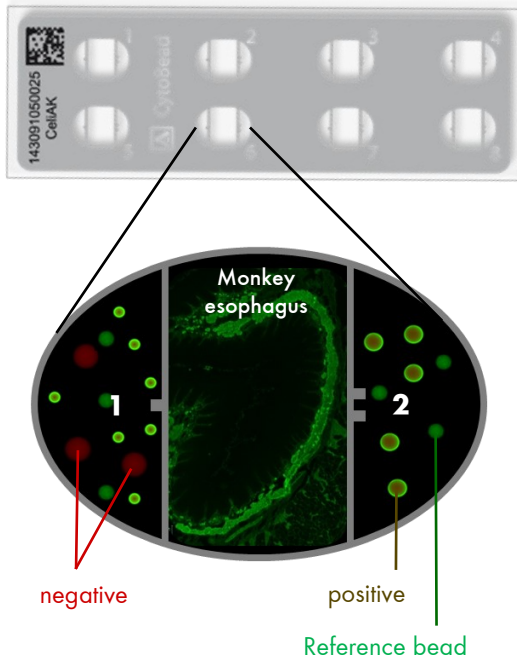 1
2
3
4
143091050025
CeliAK
CytoBead
5
6
7
8
Monkey
esophagus
1
2
negative
positive
Reference bead